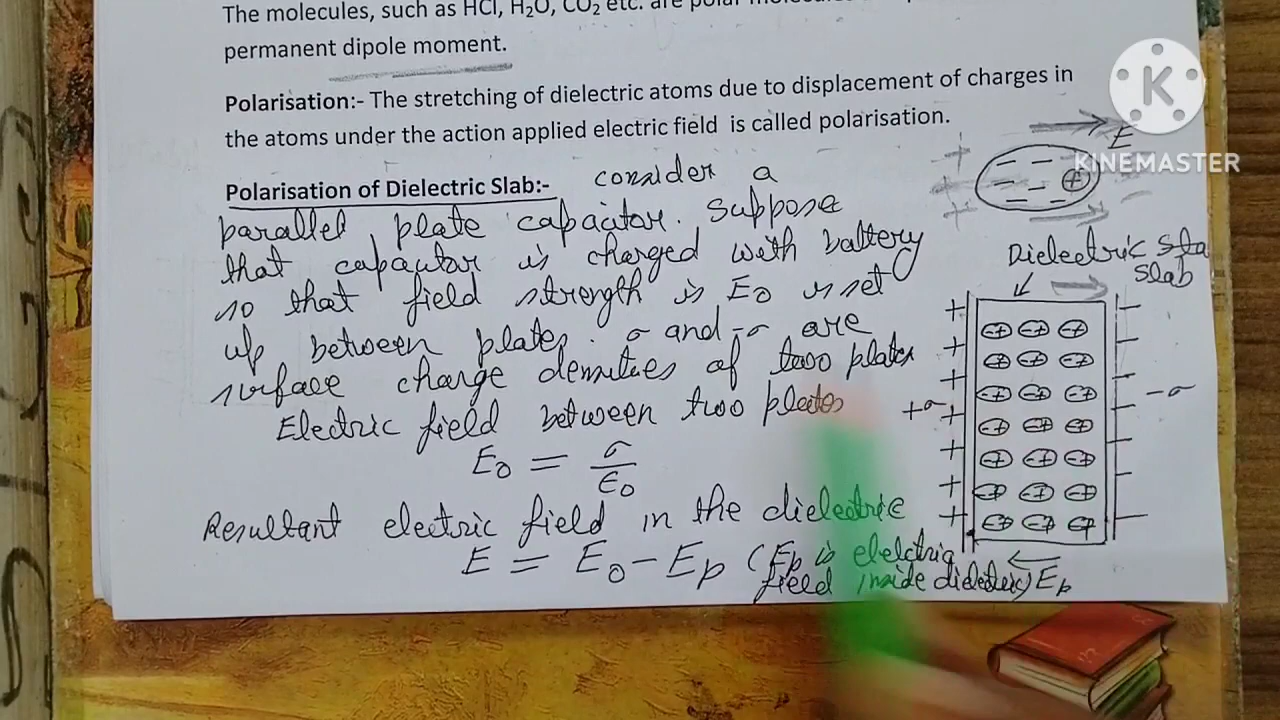 The molecules, such as HCl, H₂O, CO₂ etc. are polar molecules
permanent dipole moment.
Polarisation:- The stretching of dielectric atoms due to displacement of charges in
the atoms under the action applied electric field is called polarisation.
Polarisation of Dielectric Slab:- consider a
parallel plate capacitor. Suppose
that capacitor is charged with battery
so that field strength is E₀ is set
up between plates. σ and -σ are
surface charge densities of two plates
Electric field between two plates
E₀ = σ/ε₀
Resultant electric field in the dielectric
E = E₀ - Ep (Ep is elelctric
field inside dielectric)
E
K
KINEMASTER
Dielectric
Slab
+σ
-σ
Ep